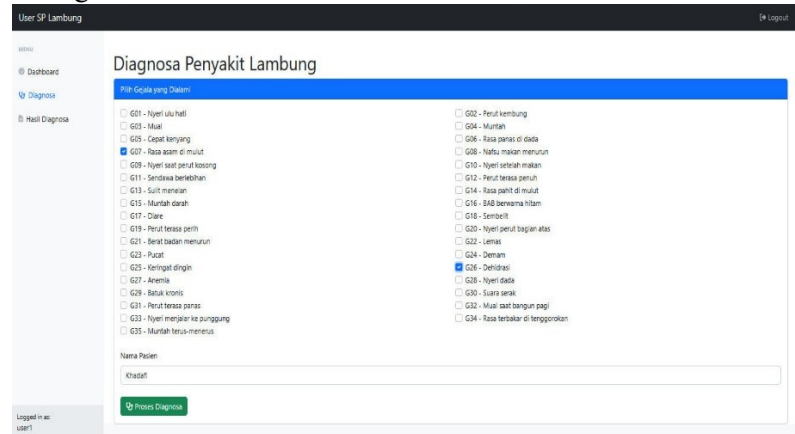 User SP Lambung
Logout
MENU
Dashboard
Diagnosa
Hasil Diagnosa
Diagnosa Penyakit Lambung
Pilih Gejala yang Dialami
G01 - Nyeri ulu hati
G02 - Perut kembung
G03 - Mual
G04 - Muntah
G05 - Cepat kenyang
G06 - Rasa panas di dada
G07 - Rasa asam di mulut
G08 - Nafsu makan menurun
G09 - Nyeri saat perut kosong
G10 - Nyeri setelah makan
G11 - Sendawa berlebihan
G12 - Perut terasa penuh
G13 - Sulit menelan
G14 - Rasa pahit di mulut
G15 - Muntah darah
G16 - BAB berwarna hitam
G17 - Diare
G18 - Sembelit
G19 - Perut terasa perih
G20 - Nyeri perut bagian atas
G21 - Berat badan menurun
G22 - Lemas
G23 - Pucat
G24 - Demam
G25 - Keringat dingin
G26 - Dehidrasi
G27 - Anemia
G28 - Nyeri dada
G29 - Batuk kronis
G30 - Suara serak
G31 - Perut terasa panas
G32 - Mual saat bangun pagi
G33 - Nyeri menjalar ke punggung
G34 - Rasa terbakar di tenggorokan
G35 - Muntah terus-menerus
Nama Pasien
Khadafi
Proses Diagnosa
Logged in as:
user1